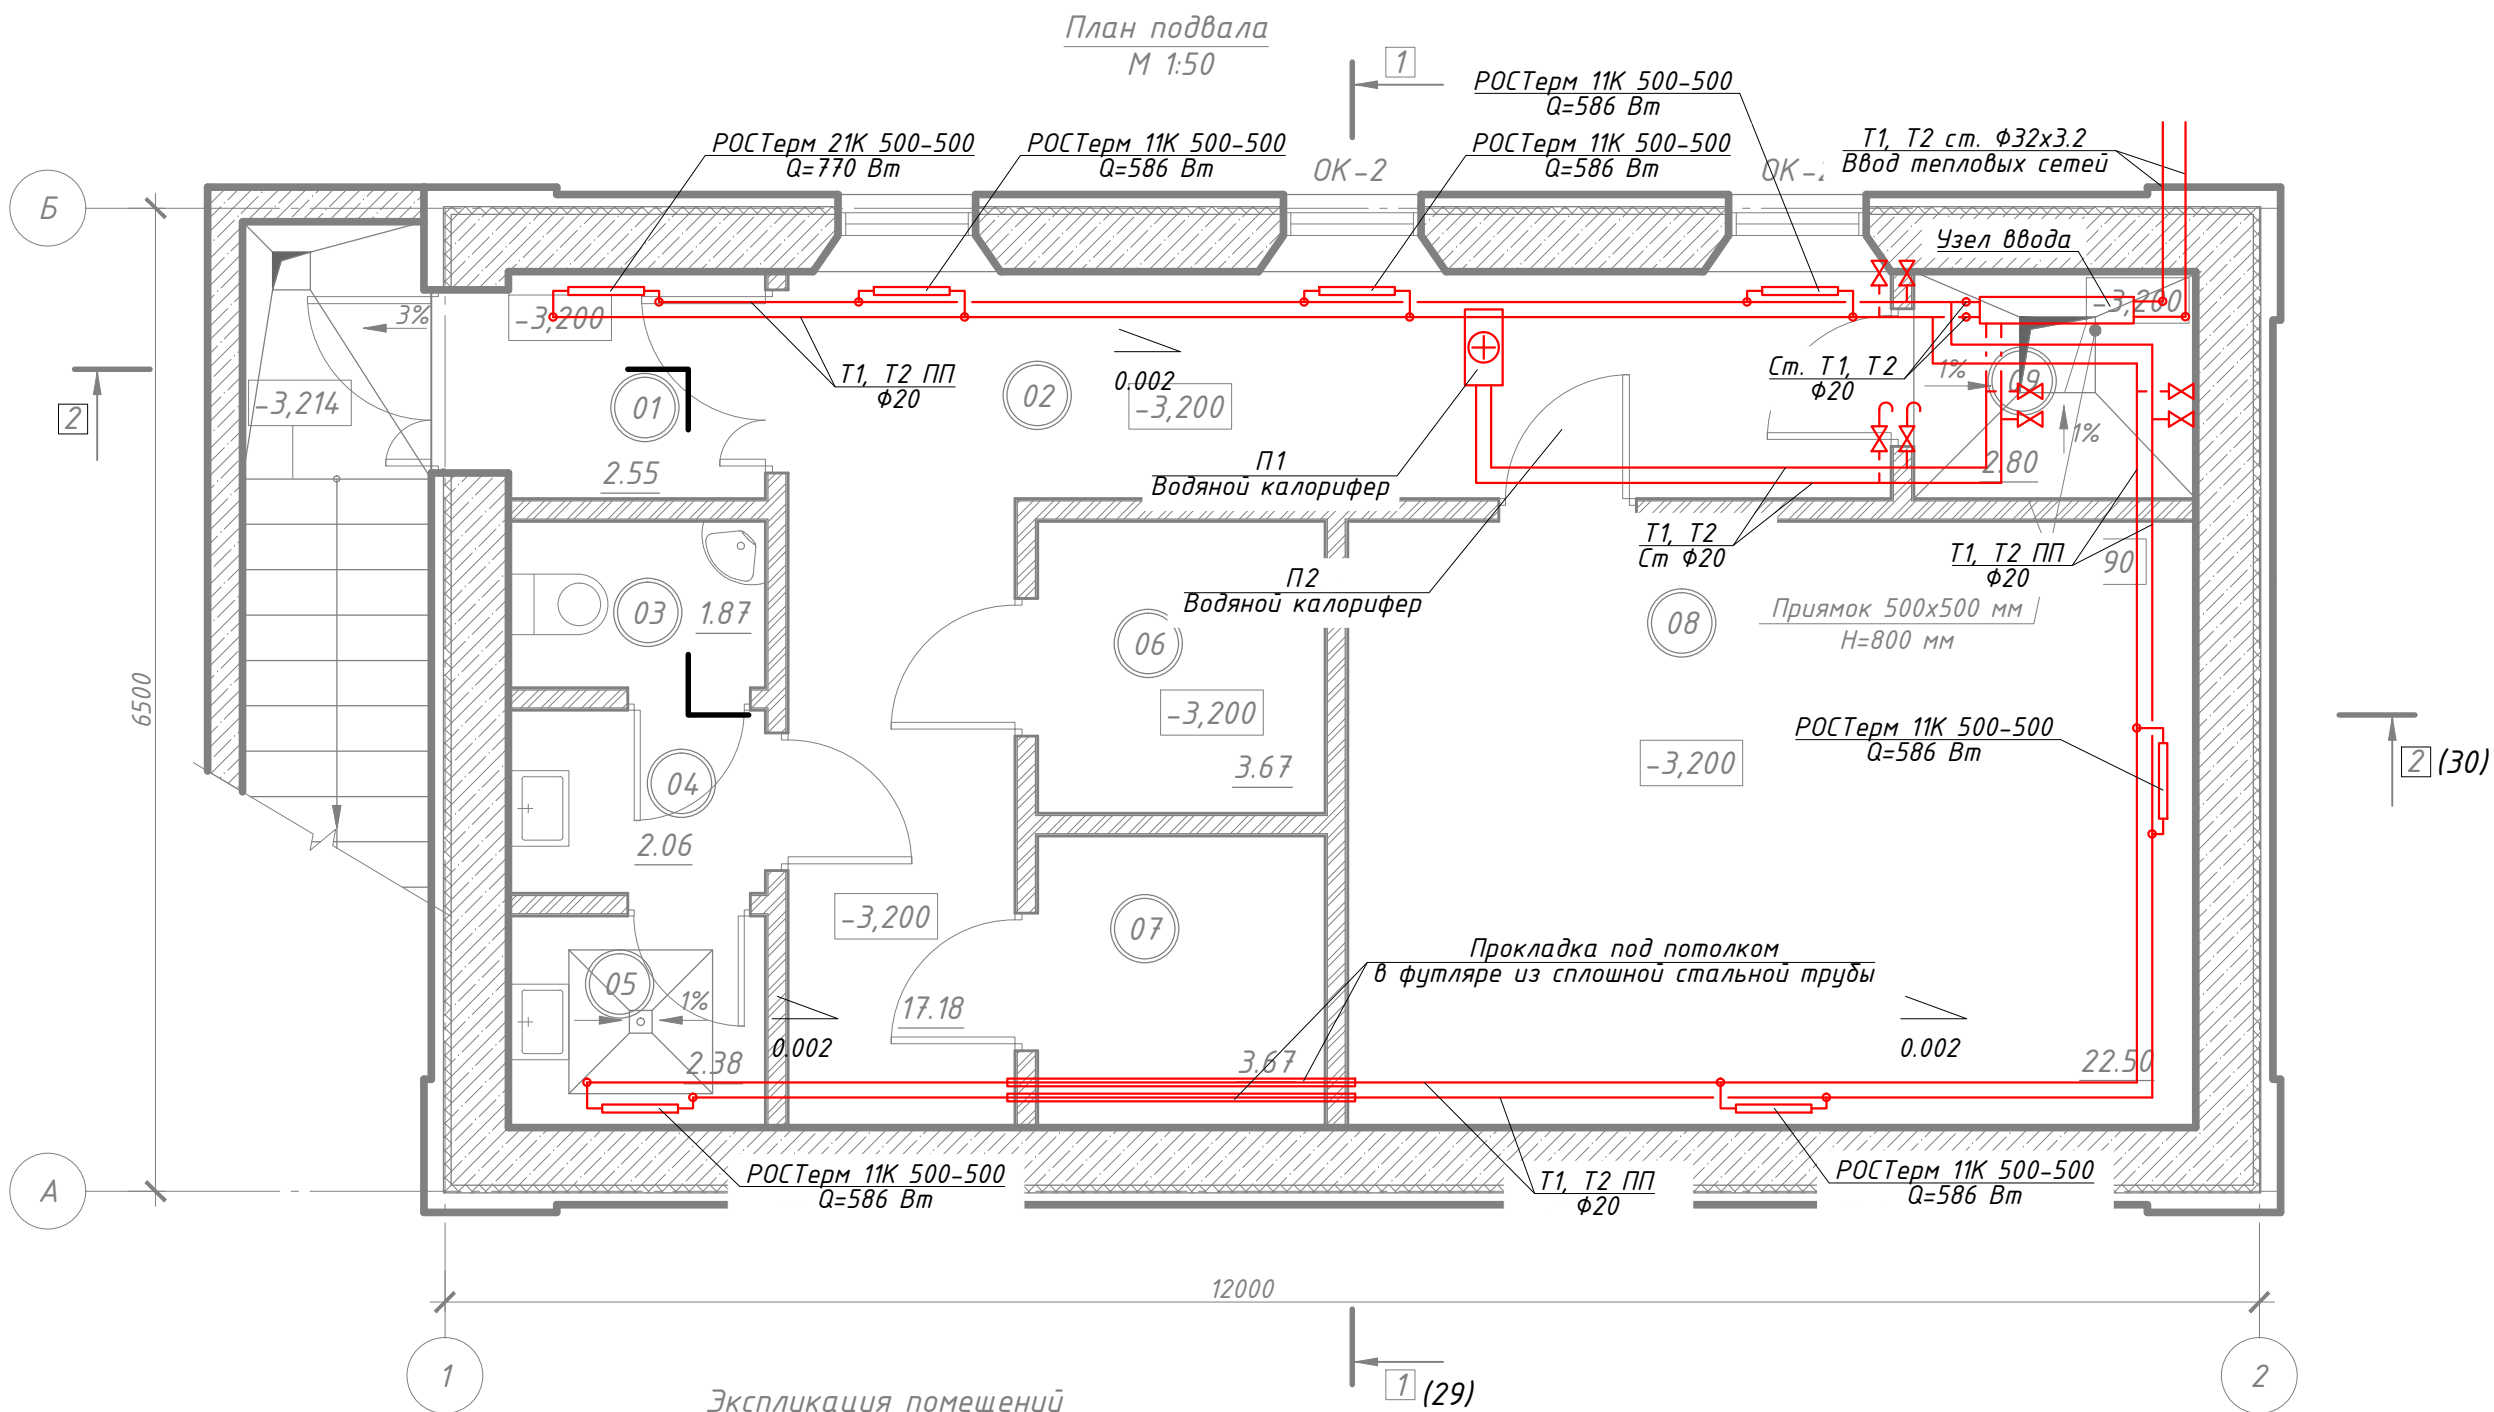 План подвала
М 1:50
1
РОСТерм 11К 500-500
Q=586 Вт
РОСТерм 21К 500-500
Q=770 Вт
РОСТерм 11К 500-500
Q=586 Вт
РОСТерм 11К 500-500
Q=586 Вт
Т1, Т2 ст. Ф32х3.2
Ввод тепловых сетей
ОК-2
Б
Узел ввода
-3,200
-3,200
3%
-3,214
2
01
02
-3,200
0.002
Т1, Т2 ПП
Ф20
Ст. Т1, Т2
Ф20
1%
09
1%
2.55
П1
Водяной калорифер
2.80
Т1, Т2
Ст Ф20
Т1, Т2 ПП
Ф20
90
П2
Водяной калорифер
03
1.87
06
08
Приямок 500х500 мм
Н=800 мм
6500
-3,200
3.67
-3,200
РОСТерм 11К 500-500
Q=586 Вт
2 (30)
04
2.06
-3,200
07
Прокладка под потолком
в футляре из сплошной стальной трубы
05
1%
17.18
0.002
0.002
2.38
3.67
22.50
РОСТерм 11К 500-500
Q=586 Вт
Т1, Т2 ПП
Ф20
РОСТерм 11К 500-500
Q=586 Вт
А
12000
1
2
1 (29)
Экспликация помещений